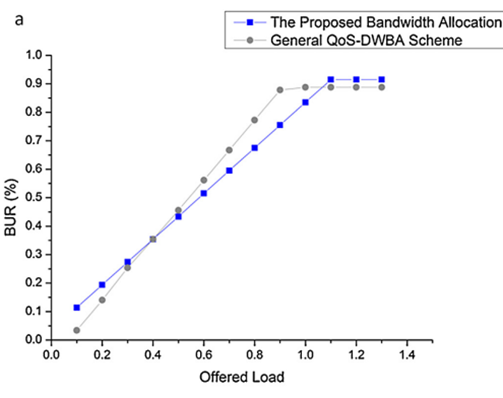 a
The Proposed Bandwidth Allocation
General QoS-DWBA Scheme
1.0
0.9
0.8
0.7
0.6
0.5
0.4
0.3
0.2
0.1
0.0
BUR (%)
0.0 0.2 0.4 0.6 0.8 1.0 1.2 1.4
Offered Load